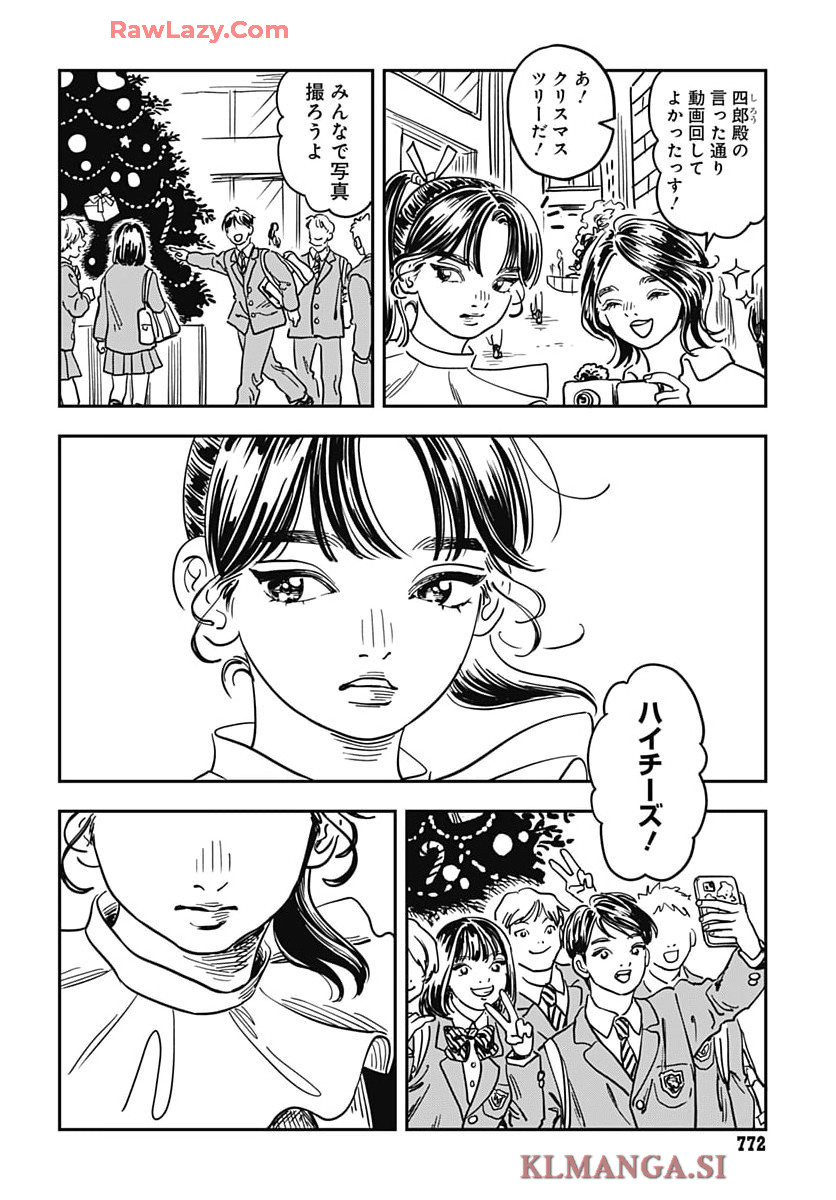 RawLazy.Com
四郎殿の
しろう
言った通り
動画回して
よかったっす!
あ!
クリスマス
ツリーだ!
みんなで写真
撮ろうよ
ハイチーズ!
772
KLMANGA.SI